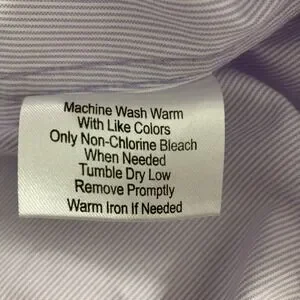 Machine Wash Warm
With Like Colors
Only Non-Chlorine Bleach
When Needed
Tumble Dry Low
Remove Promptly
Warm Iron If Needed